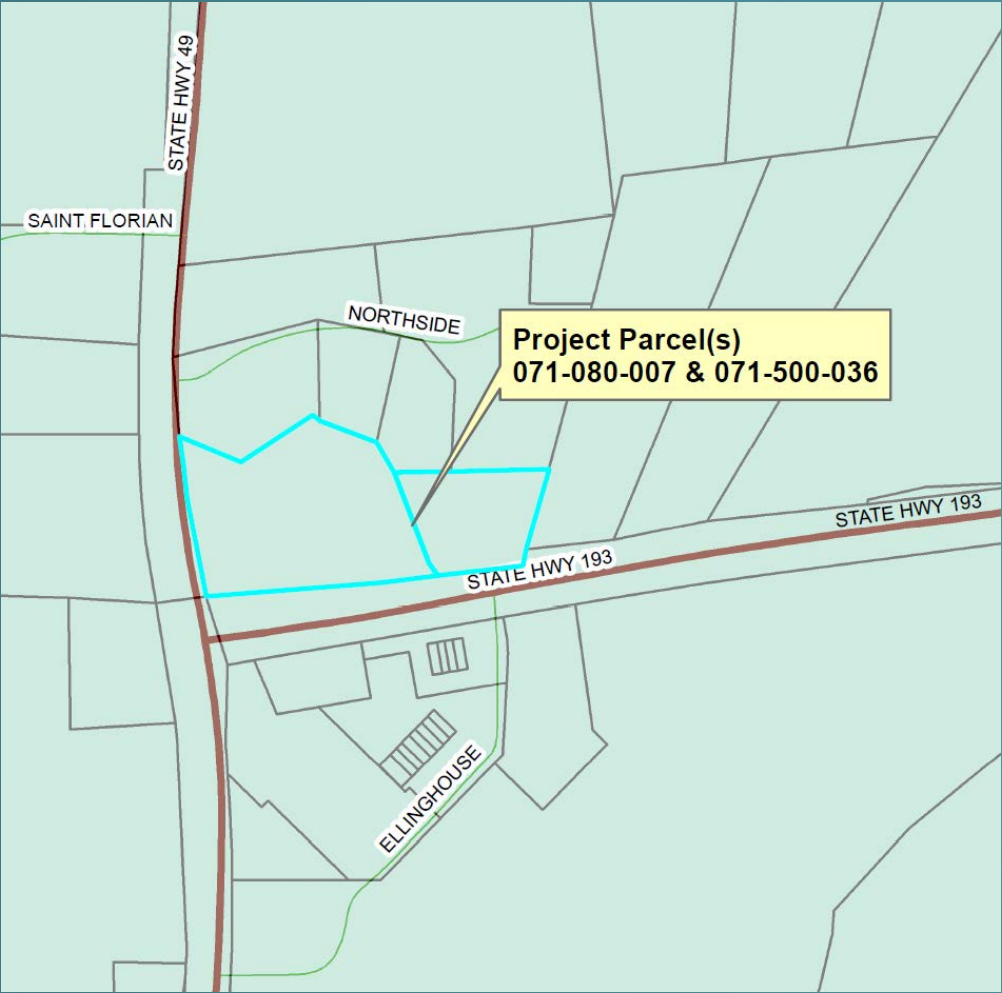 STATE HWY 49
SAINT FLORIAN
NORTHSIDE
Project Parcel(s)
071-080-007 & 071-500-036
STATE HWY 193
STATE HWY 193
ELLINGHOUSE